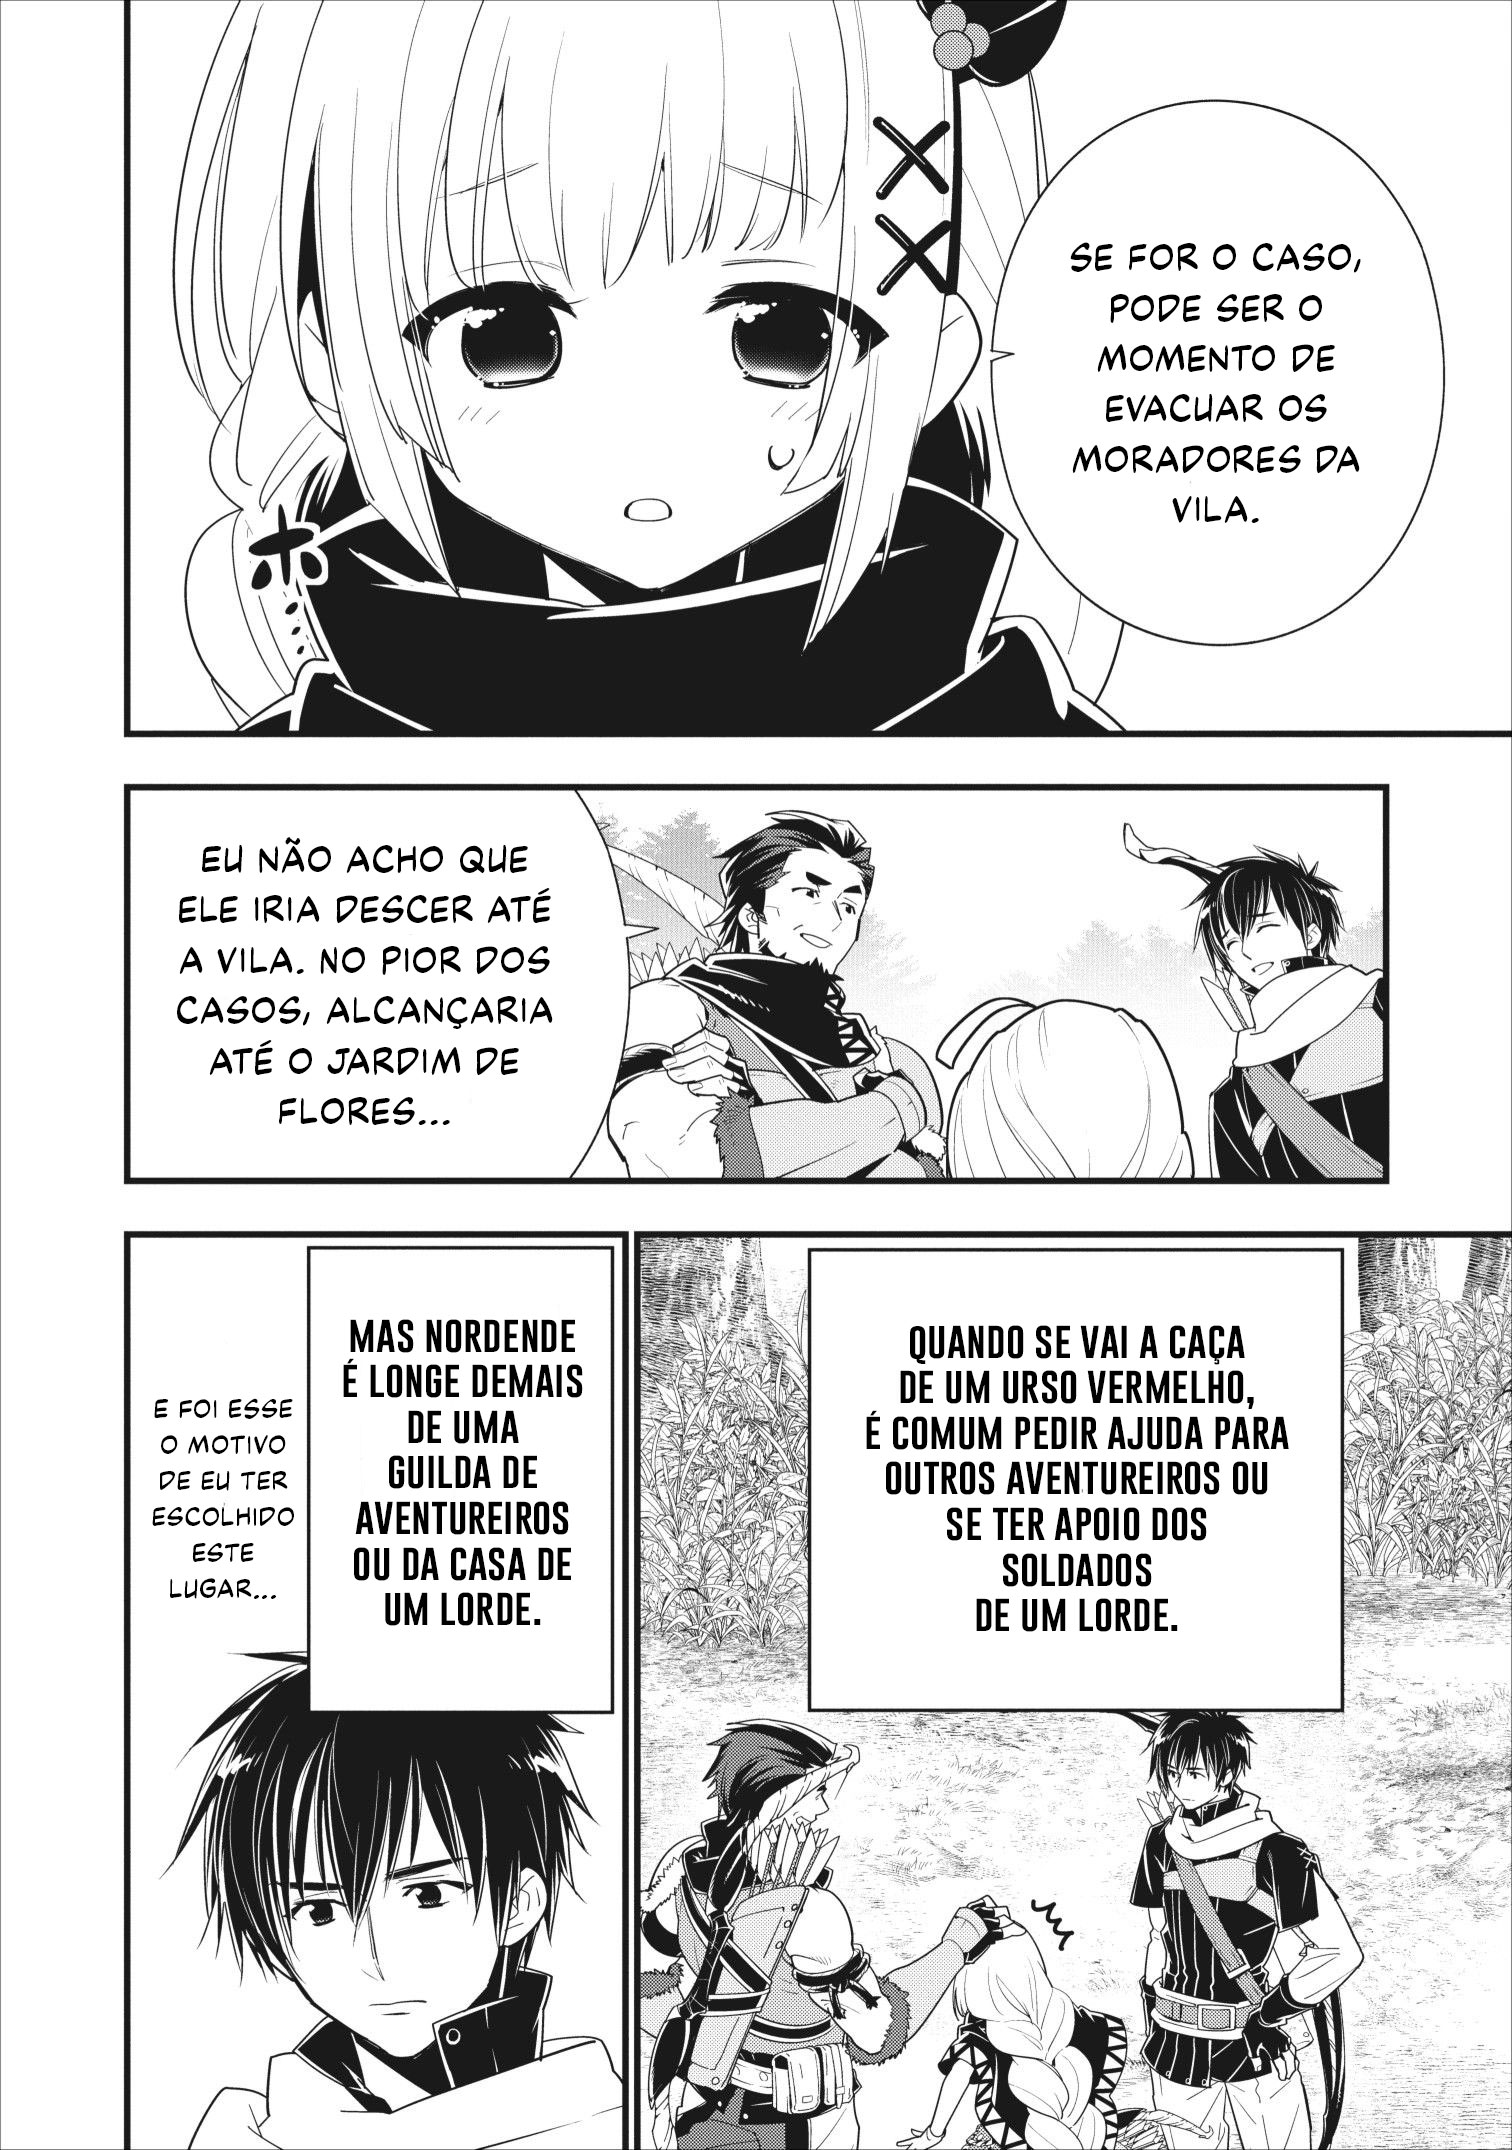 SE FOR O CASO,
PODE SER O
MOMENTO DE
EVACUAR OS
MORADORES DA
VILA.
ホ...
EU NÃO ACHO QUE
ELE IRIA DESCER ATÉ
A VILA. NO PIOR DOS
CASOS, ALCANÇARIA
ATÉ O JARDIM DE
FLORES...
QUANDO SE VAI A CAÇA
DE UM URSO VERMELHO,
É COMUM PEDIR AJUDA PARA
OUTROS AVENTUREIROS OU
SE TER APOIO DOS
SOLDADOS
DE UM LORDE.
MAS NORDENDE
É LONGE DEMAIS
DE UMA
GUILDA DE
AVENTUREIROS
OU DA CASA DE
UM LORDE.
E FOI ESSE
O MOTIVO
DE EU TER
ESCOLHIDO
ESTE
LUGAR...